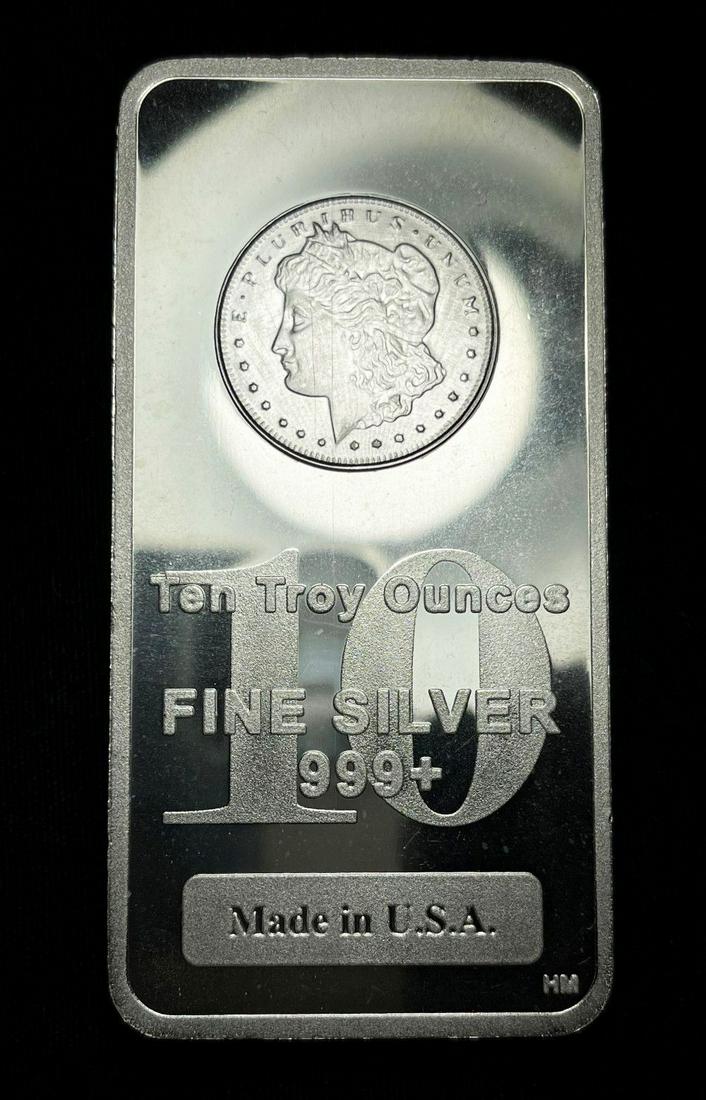 E · PLURIBUS · UNUM
10
Ten Troy Ounces
FINE SILVER
999+
Made in U.S.A.
HM